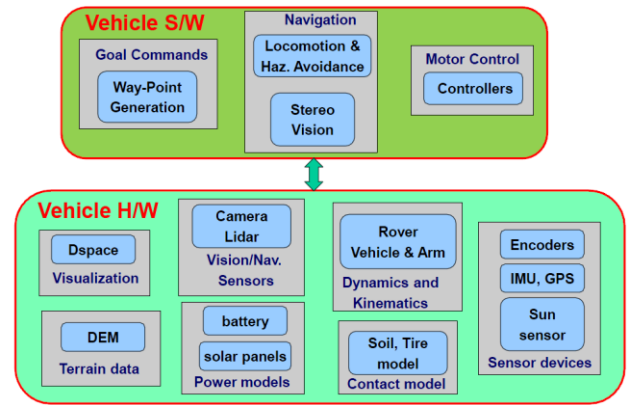 Vehicle S/W
Goal Commands
Way-Point
Generation
Navigation
Locomotion &
Haz. Avoidance
Stereo
Vision
Motor Control
Controllers
Vehicle H/W
Dspace
Visualization
Camera
Lidar
Vision/Nav.
Sensors
Rover
Vehicle & Arm
Dynamics and
Kinematics
Encoders
IMU, GPS
Sun
sensor
Sensor devices
DEM
Terrain data
battery
solar panels
Power models
Soil, Tire
model
Contact model